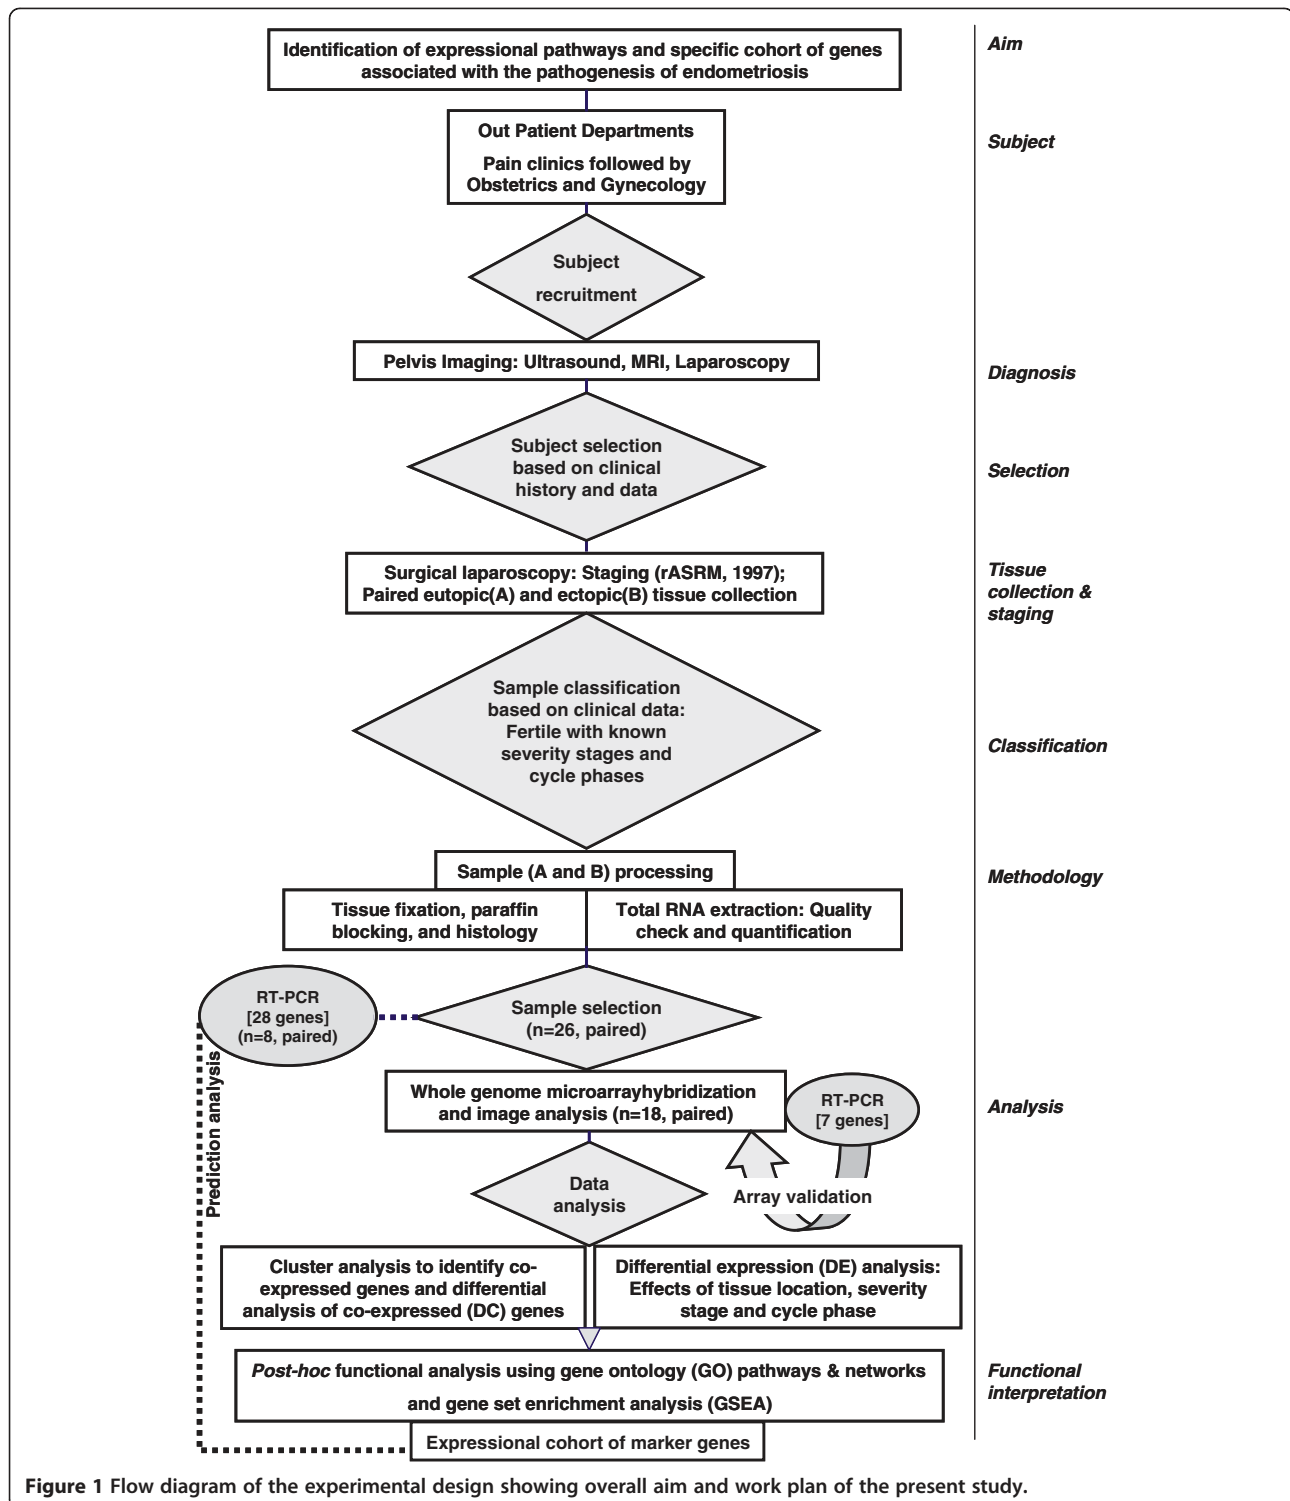 Identification of expressional pathways and specific cohort of genes
associated with the pathogenesis of endometriosis
Aim
Out Patient Departments
Pain clinics followed by
Obstetrics and Gynecology
Subject
Subject
recruitment
Pelvis Imaging: Ultrasound, MRI, Laparoscopy
Diagnosis
Subject selection
based on clinical
history and data
Selection
Surgical laparoscopy: Staging (rASRM, 1997);
Paired eutopic(A) and ectopic(B) tissue collection
Tissue
collection &
staging
Sample classification
based on clinical data:
Fertile with known
severity stages and
cycle phases
Classification
Sample (A and B) processing
Methodology
Tissue fixation, paraffin
blocking, and histology
Total RNA extraction: Quality
check and quantification
RT-PCR
[28 genes]
(n=8, paired)
Sample selection
(n=26, paired)
Prediction analysis
Whole genome microarrayhybridization
and image analysis (n=18, paired)
RT-PCR
[7 genes]
Analysis
Data
analysis
Array validation
Cluster analysis to identify co-
expressed genes and differential
analysis of co-expressed (DC) genes
Differential expression (DE) analysis:
Effects of tissue location, severity
stage and cycle phase
Post-hoc functional analysis using gene ontology (GO) pathways & networks
and gene set enrichment analysis (GSEA)
Functional
interpretation
Expressional cohort of marker genes
Figure 1 Flow diagram of the experimental design showing overall aim and work plan of the present study.